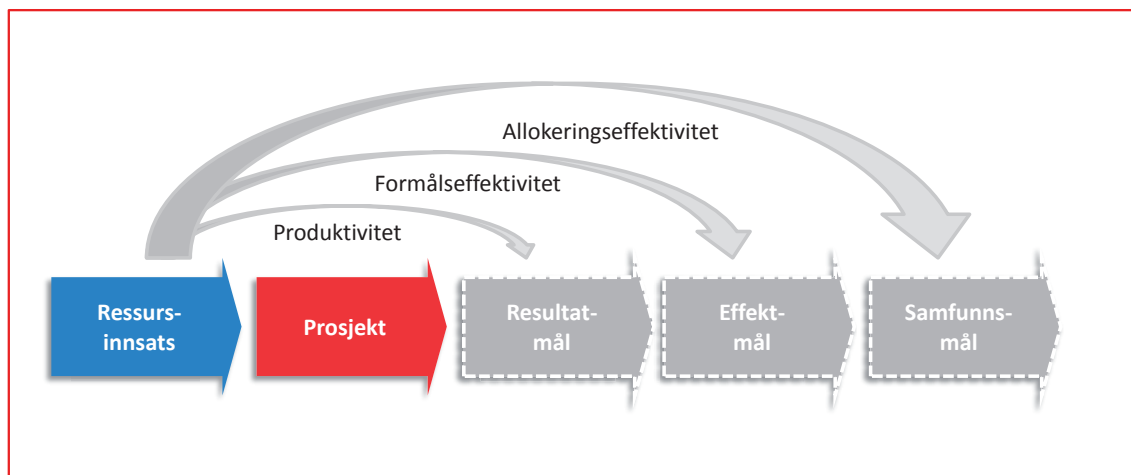 Allokeringseffektivitet
Formålseffektivitet
Produktivitet
Ressurs-
innsats
Prosjekt
Resultat-
mål
Effekt-
mål
Samfunns-
mål